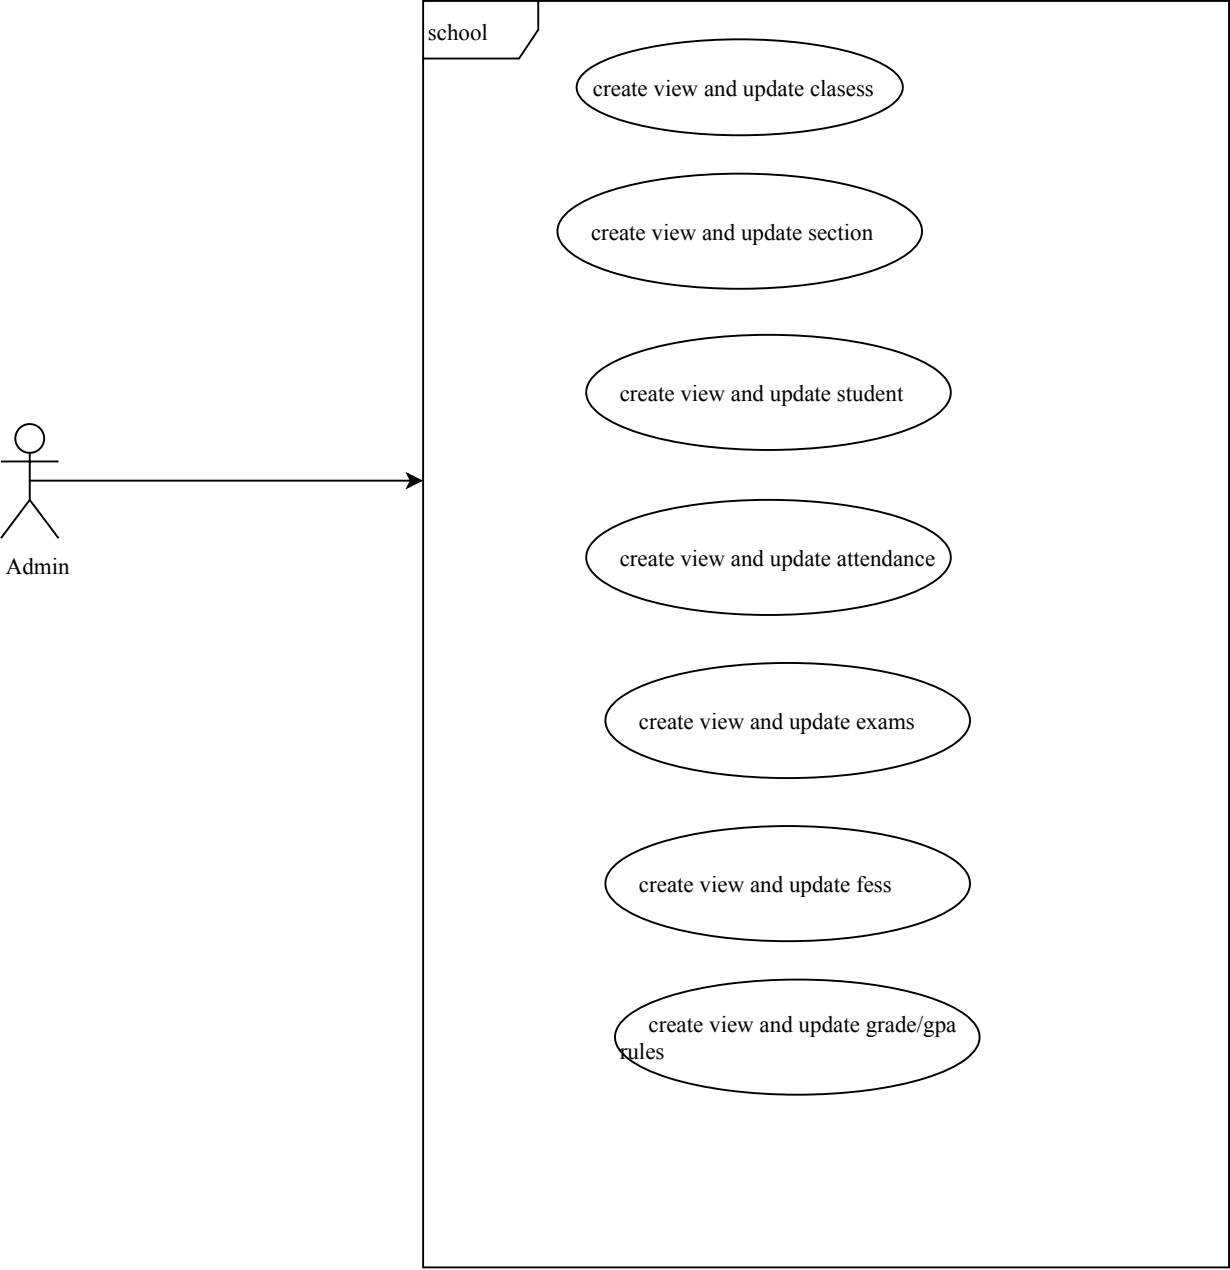 school
create view and update clasess
create view and update section
create view and update student
Admin
create view and update attendance
create view and update exams
create view and update fess
create view and update grade/gpa
rules